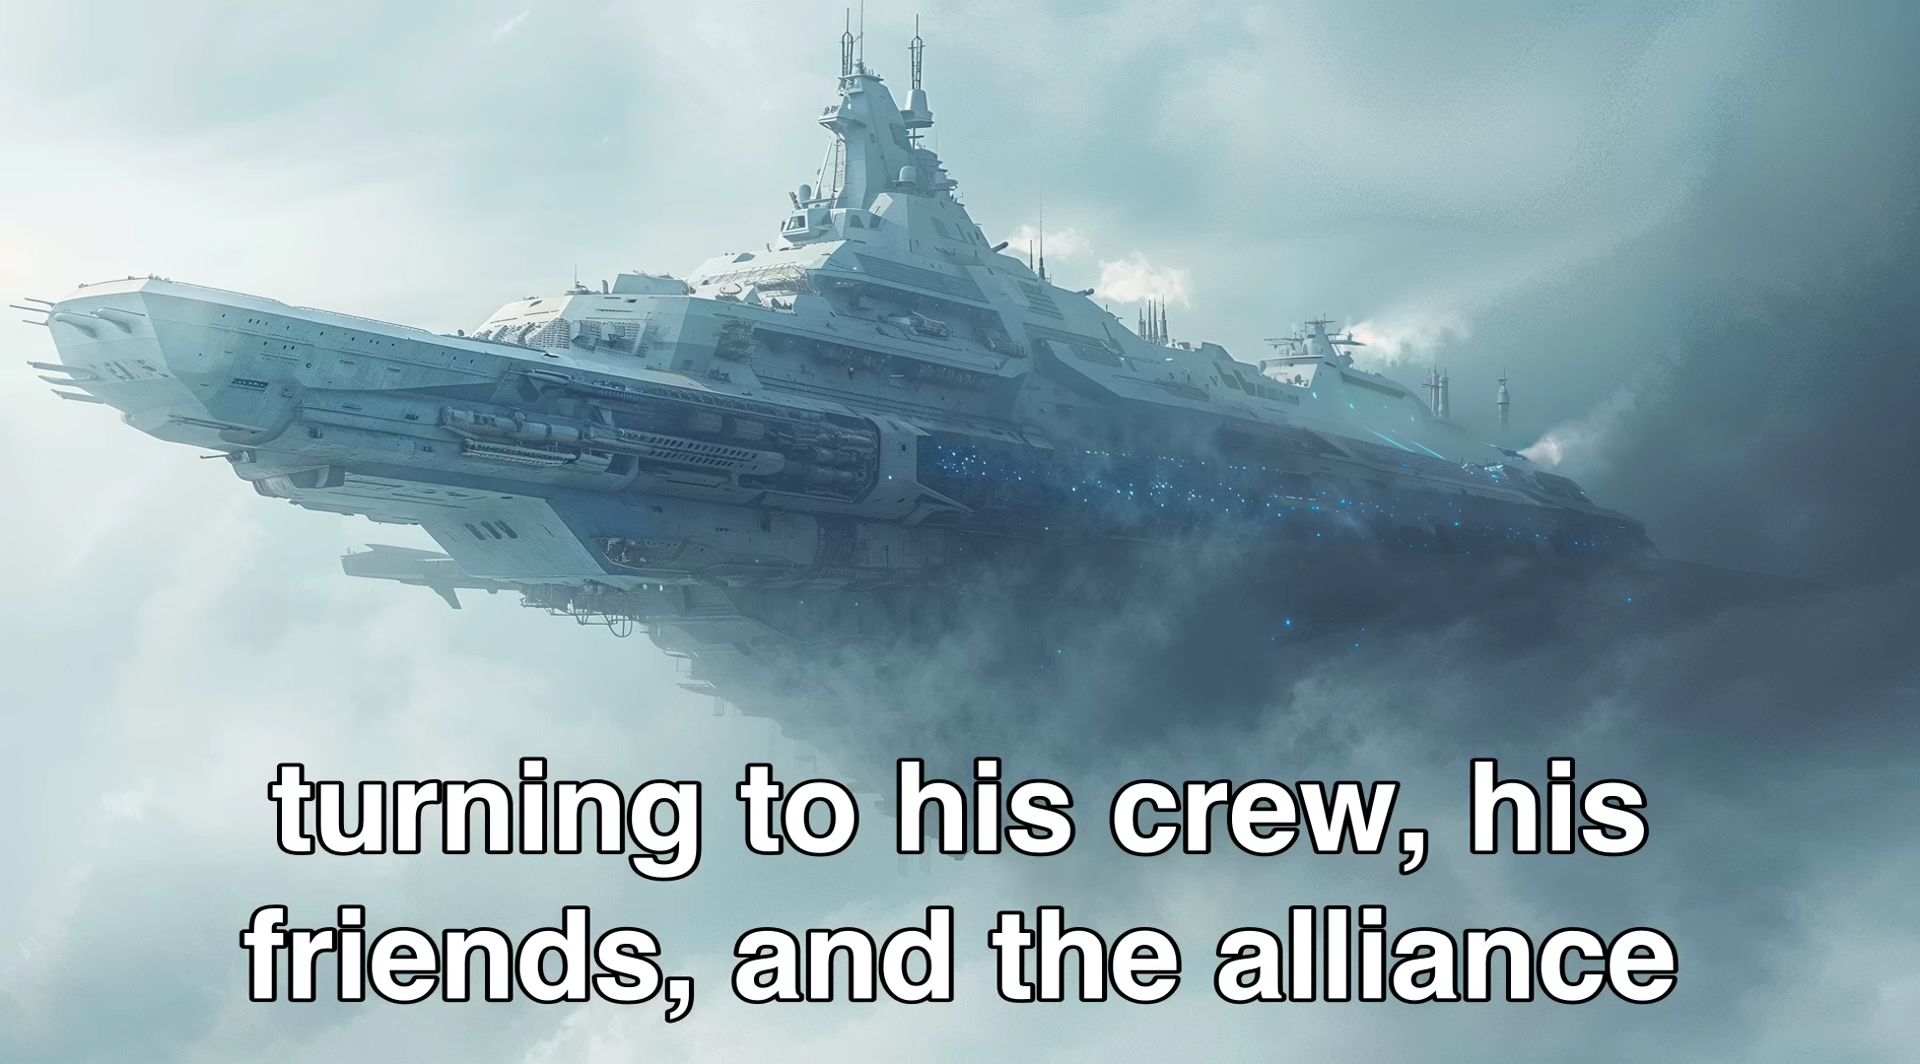 turning to his crew, his
friends, and the alliance